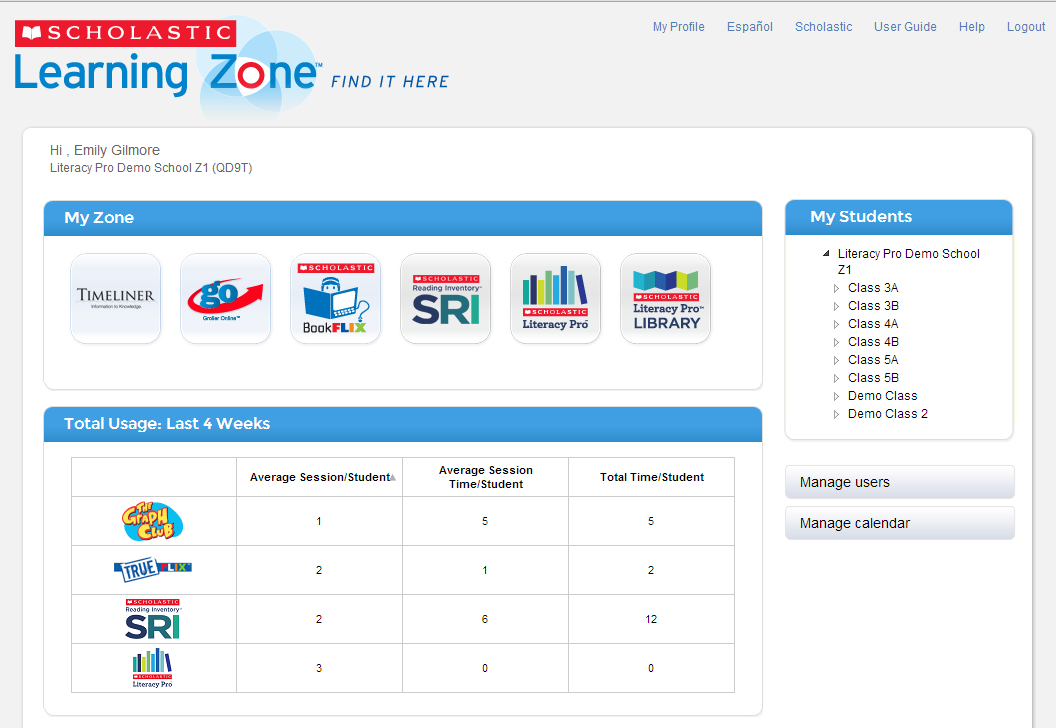 SCHOLASTIC
Learning Zone™ FIND IT HERE
My Profile Español Scholastic User Guide Help Logout
Hi , Emily Gilmore
Literacy Pro Demo School Z1 (QD9T)
My Zone
TIMELINER
Information to Knowledge.
go
Grolier Online™
SCHOLASTIC
BOOKFLIX
SCHOLASTIC
Reading Inventory™
SRI
SCHOLASTIC
Literacy Pro™
SCHOLASTIC
Literacy Pro™
LIBRARY
My Students
Literacy Pro Demo School
Z1
Class 3A
Class 3B
Class 4A
Class 4B
Class 5A
Class 5B
Demo Class
Demo Class 2
Manage users
Manage calendar
Total Usage: Last 4 Weeks
Average Session/Student Average Session Time/Student Total Time/Student
THE GRAPH CLUB 1 5 5
TRUEFLIX 2 1 2
SCHOLASTIC
Reading Inventory™
SRI 2 6 12
SCHOLASTIC
Literacy Pro 3 0 0